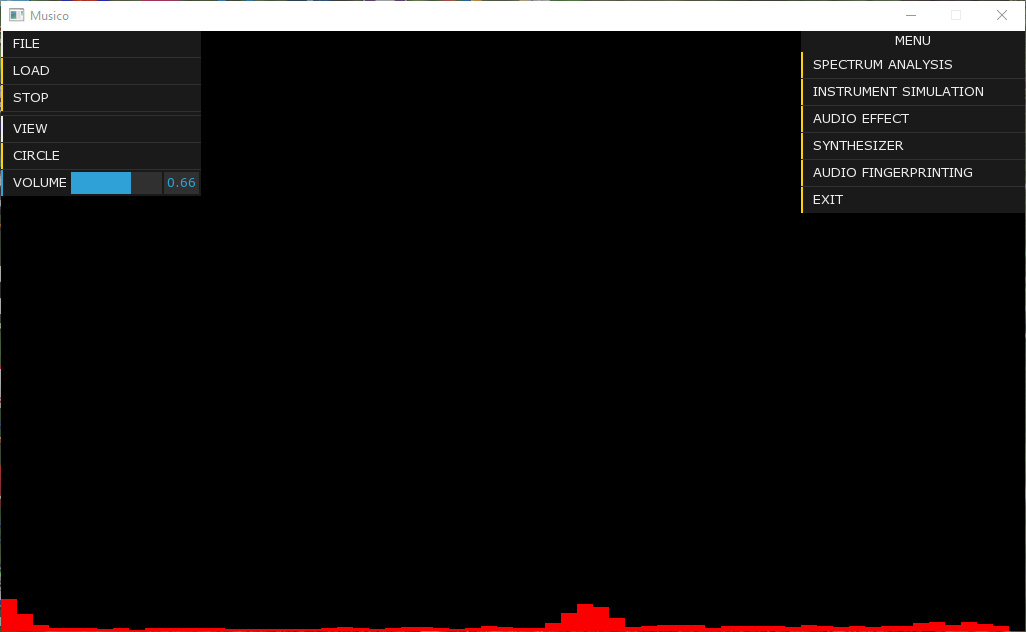 Musico
FILE
LOAD
STOP
VIEW
CIRCLE
VOLUME 0.66
MENU
SPECTRUM ANALYSIS
INSTRUMENT SIMULATION
AUDIO EFFECT
SYNTHESIZER
AUDIO FINGERPRINTING
EXIT